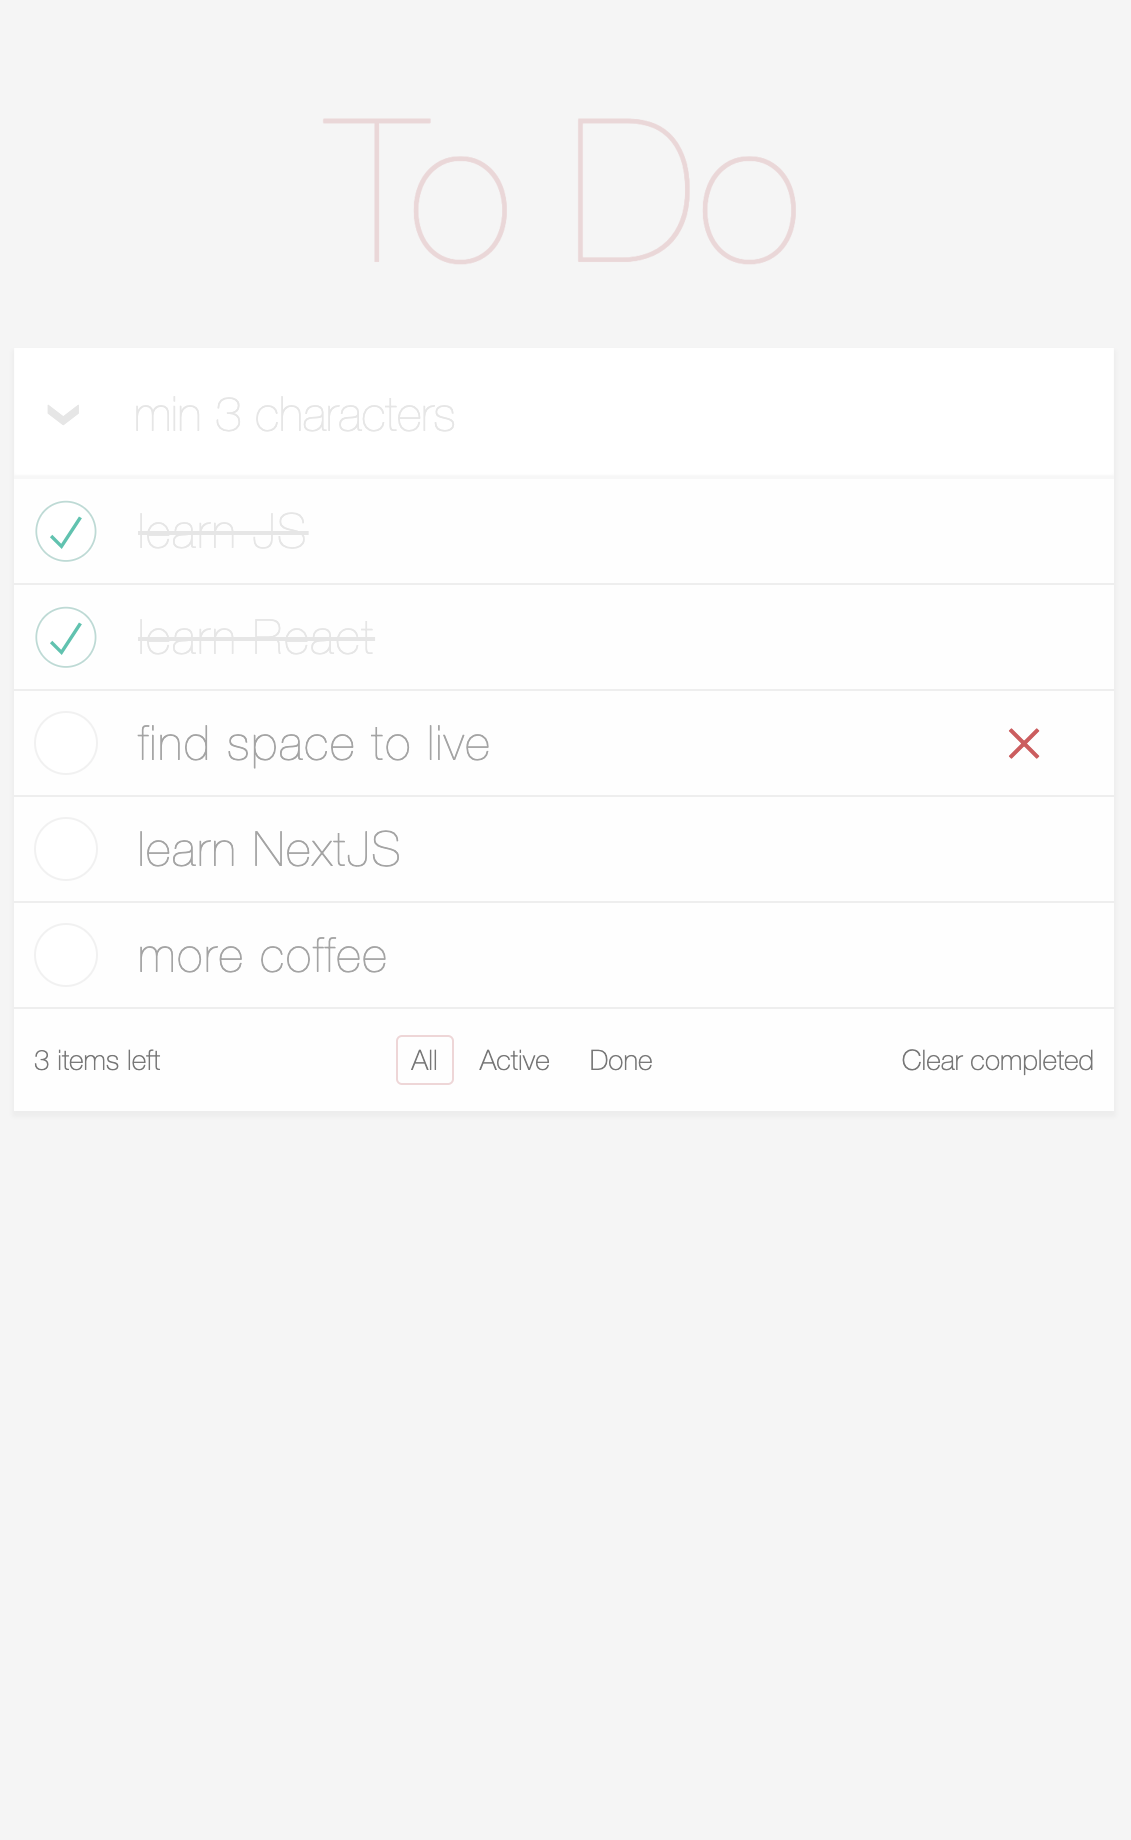 To Do
min 3 characters
learn JS
learn React
find space to live
learn NextJS
more coffee
3 items left All Active Done Clear completed